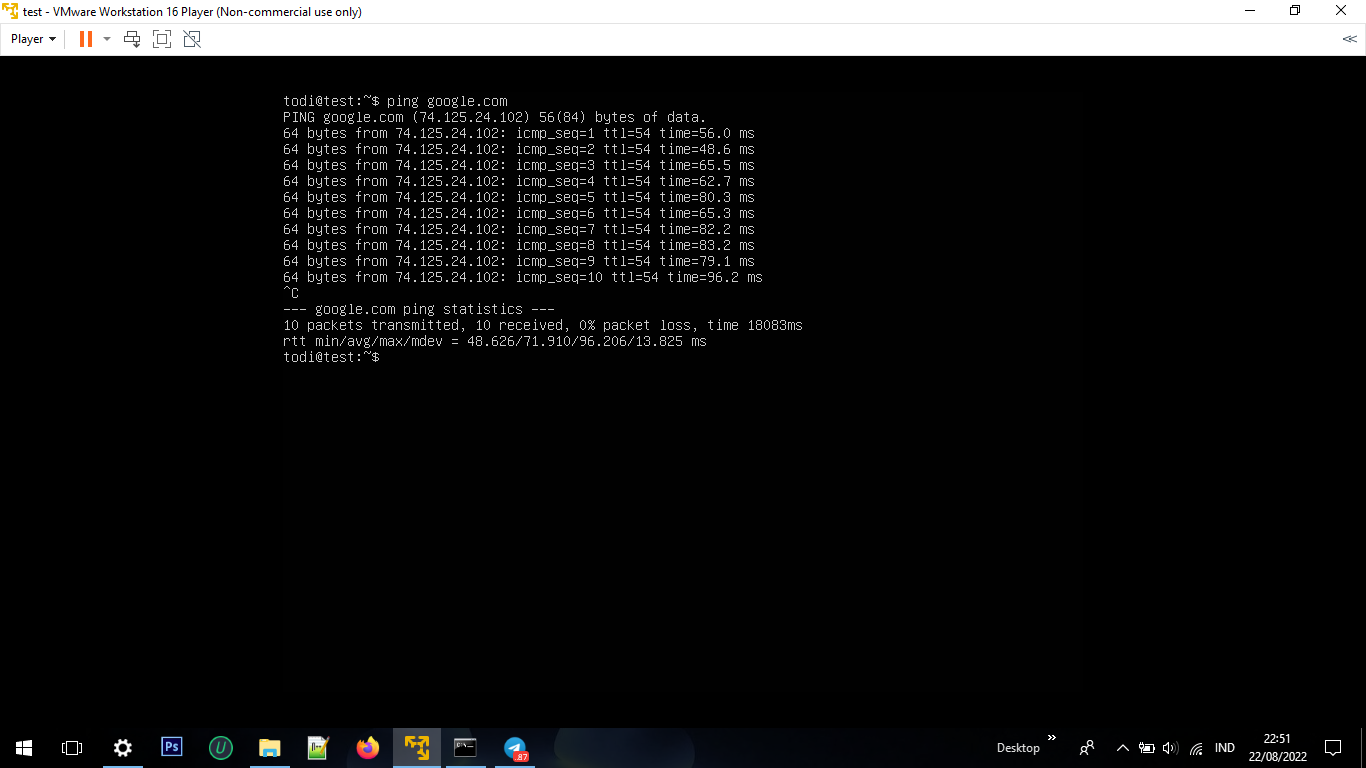 test - VMware Workstation 16 Player (Non-commercial use only)
Player
todi@test:~$ ping google.com
PING google.com (74.125.24.102) 56(84) bytes of data.
64 bytes from 74.125.24.102: icmp_seq=1 ttl=54 time=56.0 ms
64 bytes from 74.125.24.102: icmp_seq=2 ttl=54 time=48.6 ms
64 bytes from 74.125.24.102: icmp_seq=3 ttl=54 time=65.5 ms
64 bytes from 74.125.24.102: icmp_seq=4 ttl=54 time=62.7 ms
64 bytes from 74.125.24.102: icmp_seq=5 ttl=54 time=80.3 ms
64 bytes from 74.125.24.102: icmp_seq=6 ttl=54 time=65.3 ms
64 bytes from 74.125.24.102: icmp_seq=7 ttl=54 time=82.2 ms
64 bytes from 74.125.24.102: icmp_seq=8 ttl=54 time=83.2 ms
64 bytes from 74.125.24.102: icmp_seq=9 ttl=54 time=79.1 ms
64 bytes from 74.125.24.102: icmp_seq=10 ttl=54 time=96.2 ms
^C
--- google.com ping statistics ---
10 packets transmitted, 10 received, 0% packet loss, time 18083ms
rtt min/avg/max/mdev = 48.626/71.910/96.206/13.825 ms
todi@test:~$
Ps
U
87
Desktop
IND
22:51
22/08/2022